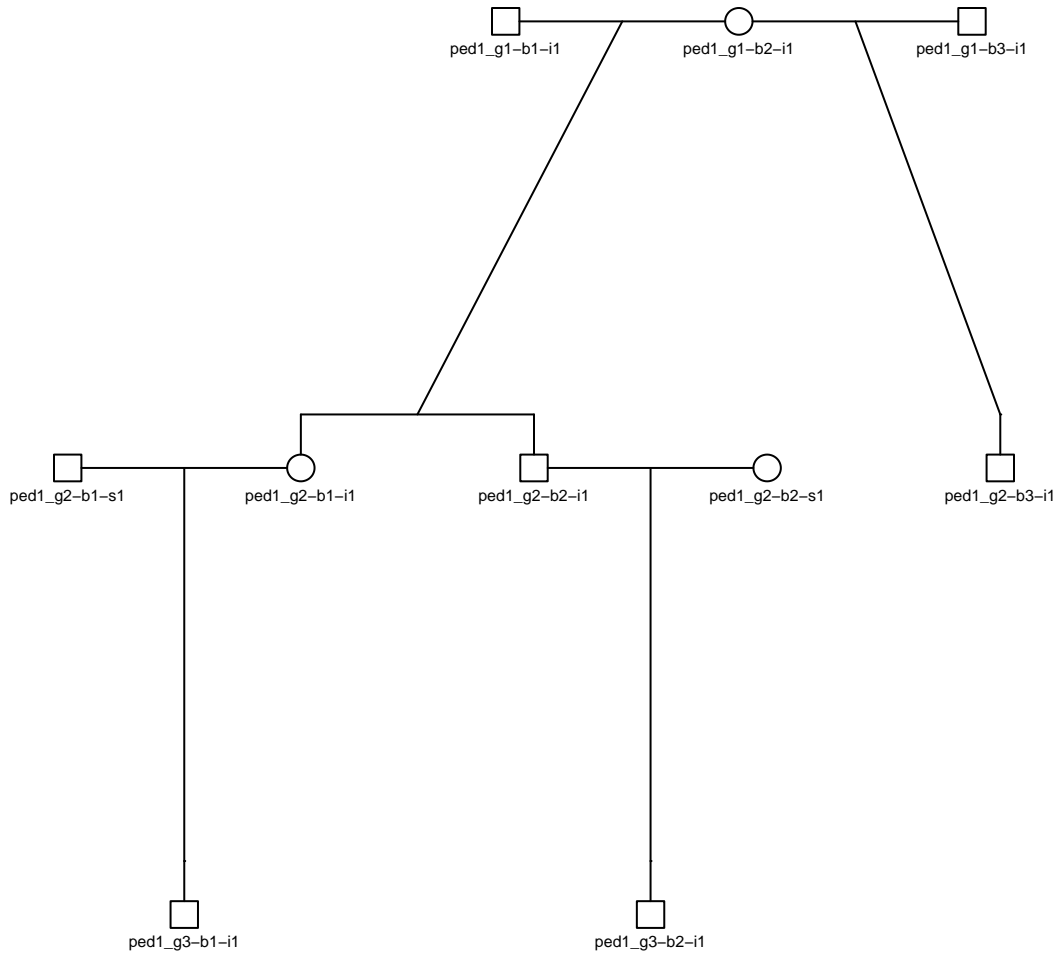 ped1_g1−b1−i1
ped1_g1−b2−i1
ped1_g1−b3−i1
ped1_g2−b1−s1
ped1_g2−b1−i1
ped1_g2−b2−i1
ped1_g2−b2−s1
ped1_g2−b3−i1
ped1_g3−b1−i1
ped1_g3−b2−i1